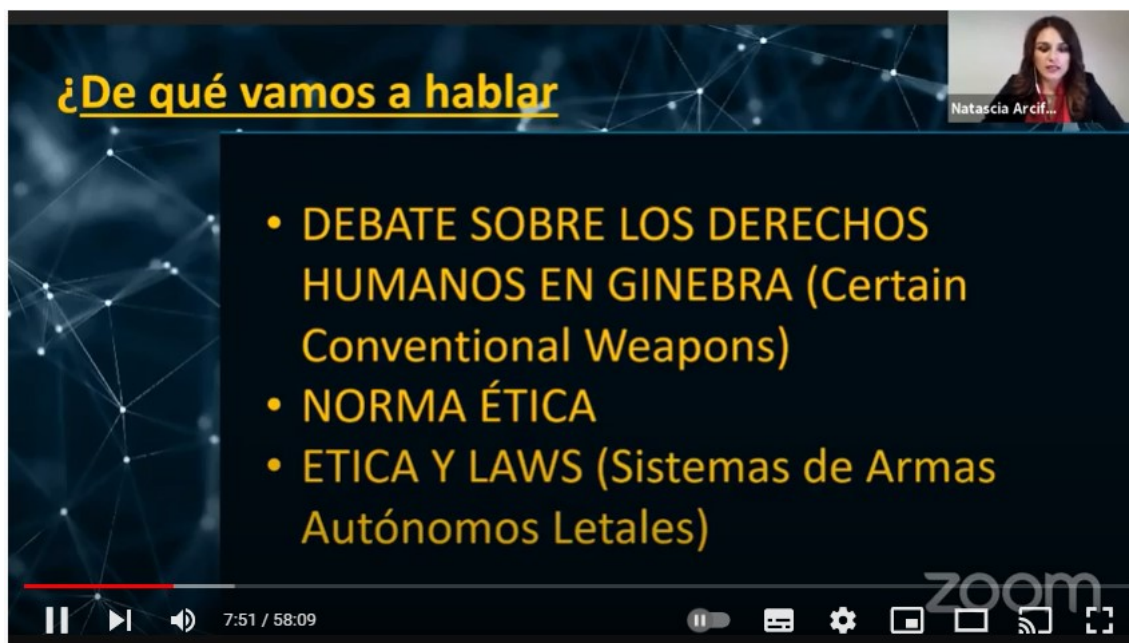 ¿De qué vamos a hablar
Natascia Arcif...
• DEBATE SOBRE LOS DERECHOS
HUMANOS EN GINEBRA (Certain
Conventional Weapons)
• NORMA ÉTICA
• ETICA Y LAWS (Sistemas de Armas
Autónomos Letales)
zoom
7:51 / 58:09